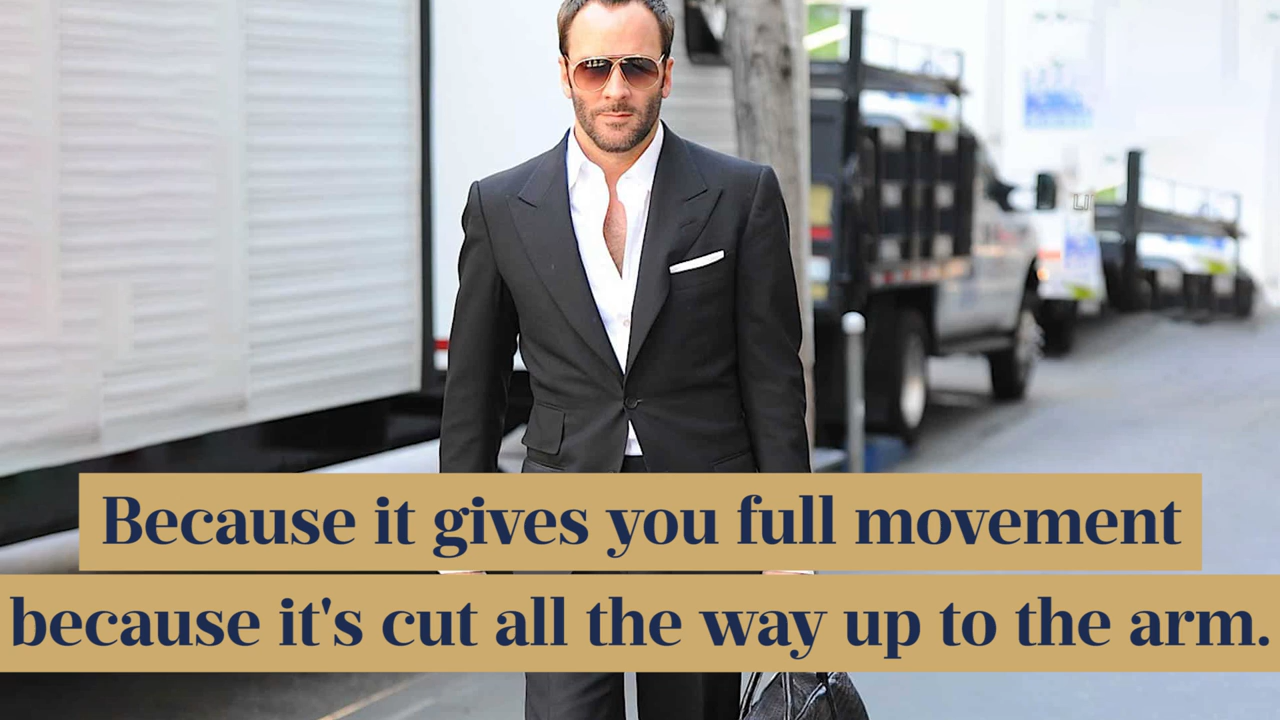 Because it gives you full movement
because it's cut all the way up to the arm.